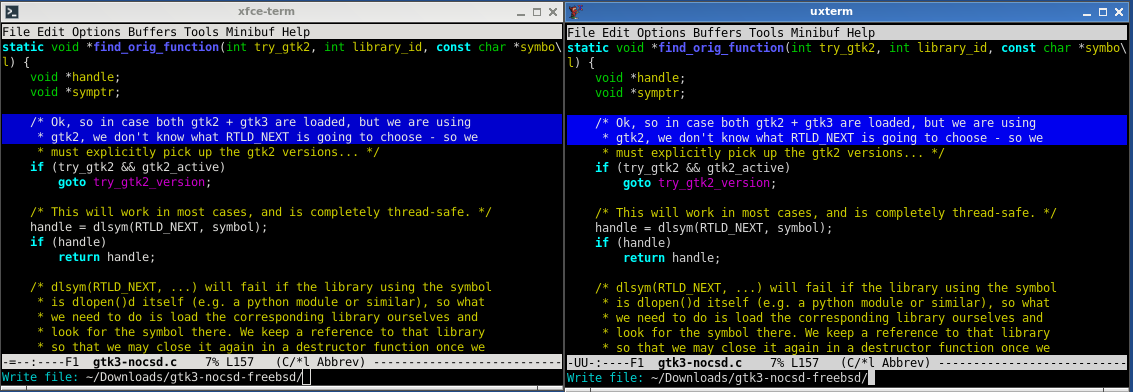 xfce-term
File Edit Options Buffers Tools Minibuf Help
static void *find_orig_function(int try_gtk2, int library_id, const char *symbo\
l) {
    void *handle;
    void *symptr;

    /* Ok, so in case both gtk2 + gtk3 are loaded, but we are using
     * gtk2, we don't know what RTLD_NEXT is going to choose - so we
     * must explicitly pick up the gtk2 versions... */
    if (try_gtk2 && gtk2_active)
        goto try_gtk2_version;

    /* This will work in most cases, and is completely thread-safe. */
    handle = dlsym(RTLD_NEXT, symbol);
    if (handle)
        return handle;

    /* dlsym(RTLD_NEXT, ...) will fail if the library using the symbol
     * is dlopen()d itself (e.g. a python module or similar), so what
     * we need to do is load the corresponding library ourselves and
     * look for the symbol there. We keep a reference to that library
     * so that we may close it again in a destructor function once we
-=--:----F1  gtk3-nocsd.c    7% L157   (C/*l Abbrev) ---------------------------
Write file: ~/Downloads/gtk3-nocsd-freebsd/
uxterm
File Edit Options Buffers Tools Minibuf Help
static void *find_orig_function(int try_gtk2, int library_id, const char *symbo\
l) {
    void *handle;
    void *symptr;

    /* Ok, so in case both gtk2 + gtk3 are loaded, but we are using
     * gtk2, we don't know what RTLD_NEXT is going to choose - so we
     * must explicitly pick up the gtk2 versions... */
    if (try_gtk2 && gtk2_active)
        goto try_gtk2_version;

    /* This will work in most cases, and is completely thread-safe. */
    handle = dlsym(RTLD_NEXT, symbol);
    if (handle)
        return handle;

    /* dlsym(RTLD_NEXT, ...) will fail if the library using the symbol
     * is dlopen()d itself (e.g. a python module or similar), so what
     * we need to do is load the corresponding library ourselves and
     * look for the symbol there. We keep a reference to that library
     * so that we may close it again in a destructor function once we
-UU-:----F1  gtk3-nocsd.c    7% L157   (C/*l Abbrev) ---------------------------
Write file: ~/Downloads/gtk3-nocsd-freebsd/